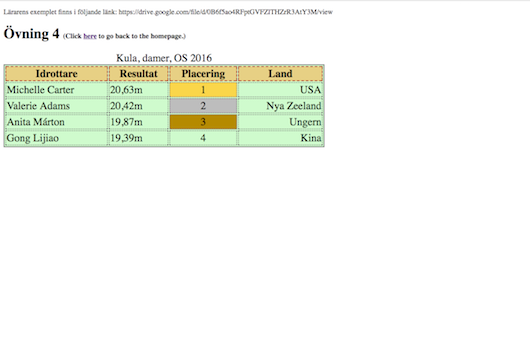 Lärarens exemplet finns i följande länk: https://drive.google.com/file/d/0B6f5ao4RFptGVFZlTHZrR3AtY3M/view
Övning 4 (Click here to go back to the homepage.)
Kula, damer, OS 2016
Idrottare Resultat Placering Land
Michelle Carter 20,63m 1 USA
Valerie Adams 20,42m 2 Nya Zeeland
Anita Márton 19,87m 3 Ungern
Gong Lijiao 19,39m 4 Kina